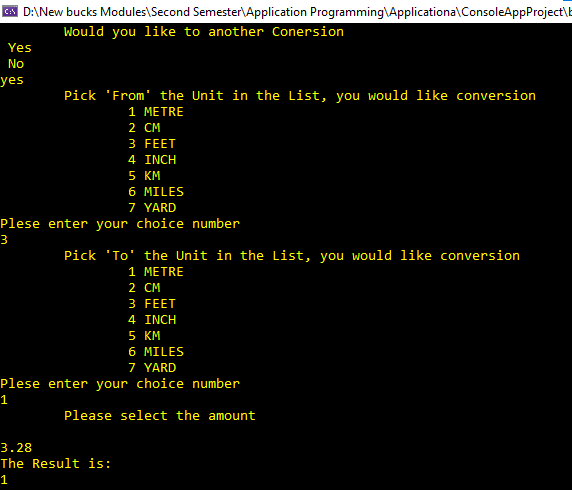 D:\New bucks Modules\Second Semester\Application Programming\Applicationa\ConsoleAppProject\b
Would you like to another Conersion
Yes
No
yes
Pick 'From' the Unit in the List, you would like conversion
1 METRE
2 CM
3 FEET
4 INCH
5 KM
6 MILES
7 YARD
Plese enter your choice number
3
Pick 'To' the Unit in the List, you would like conversion
1 METRE
2 CM
3 FEET
4 INCH
5 KM
6 MILES
7 YARD
Plese enter your choice number
1
Please select the amount
3.28
The Result is:
1